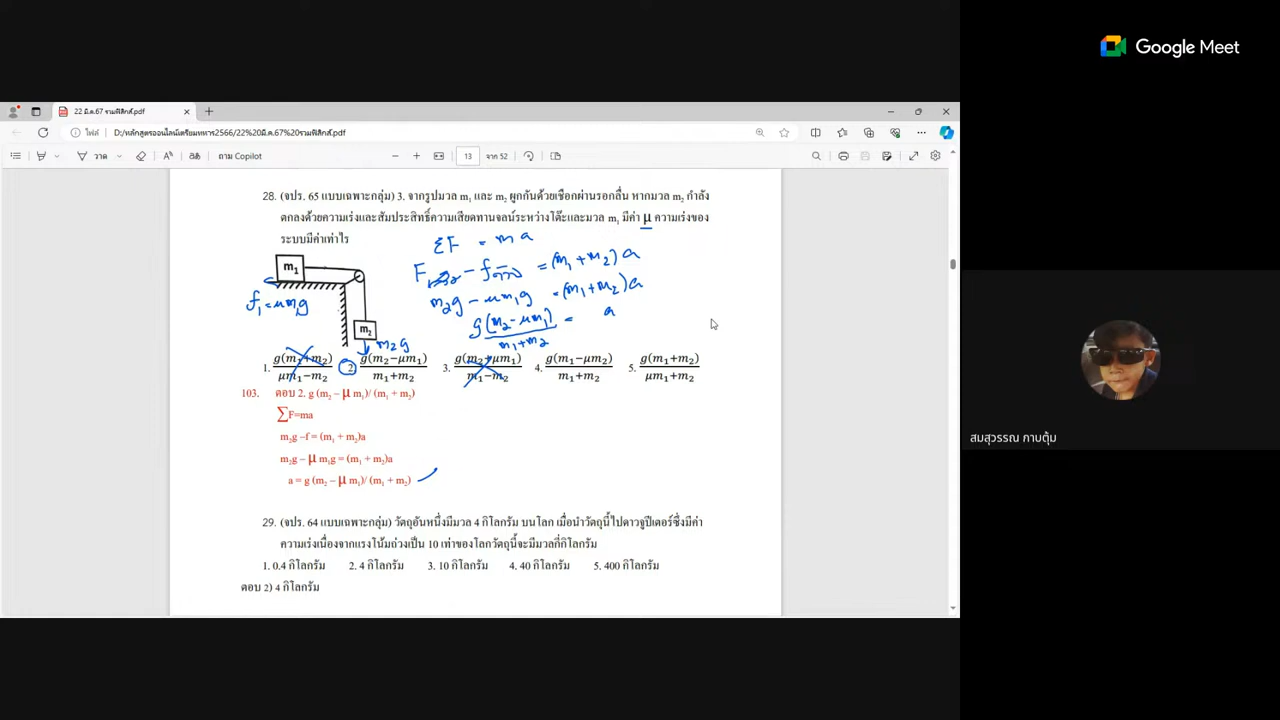 Google Meet
22 มี.ค.67 รวมฟิสิกส์.pdf
ไฟล์ D:/หลักสูตรออนไลน์เตรียมทหาร2566/22%20มี.ค.67%20รวมฟิสิกส์.pdf
วาด ถาม Copilot 13 จาก 52
28. (จปร. 65 แบบเฉพาะกลุ่ม) 3. จากรูปมวล m₁ และ m₂ ผูกกันด้วยเชือกผ่านรอกลื่น หากมวล m₂ กำลัง
ตกลงด้วยความเร่งและสัมประสิทธิ์ความเสียดทานจลน์ระหว่างโต๊ะและมวล m₁ มีค่า μ ความเร่งของ
ระบบมีค่าเท่าไร
ΣF = ma
= (m₁+m₂)a
m₂g − μm₁g = (m₁+m₂)a
g(m₂−μm₁)/m₁+m₂ = a
m₁
f₁=μm₁g
m₂
m₂g
1. g(m₁+m₂)/μm₁−m₂ 2. g(m₂−μm₁)/m₁+m₂ 3. g(m₂+μm₁)/m₁−m₂ 4. g(m₁−μm₂)/m₁+m₂ 5. g(m₁+m₂)/μm₁+m₂
103. ตอบ 2. g (m₂ – μ m₁)/ (m₁ + m₂)
∑F=ma
m₂g –f = (m₁ + m₂)a
m₂g – μ m₁g = (m₁ + m₂)a
a = g (m₂ – μ m₁)/ (m₁ + m₂)
29. (จปร. 64 แบบเฉพาะกลุ่ม) วัตถุอันหนึ่งมีมวล 4 กิโลกรัม บนโลก เมื่อนำวัตถุนี้ไปดาวจูปีเตอร์ซึ่งมีค่า
ความเร่งเนื่องจากแรงโน้มถ่วงเป็น 10 เท่าของโลกวัตถุนี้จะมีมวลกี่กิโลกรัม
1. 0.4 กิโลกรัม 2. 4 กิโลกรัม 3. 10 กิโลกรัม 4. 40 กิโลกรัม 5. 400 กิโลกรัม
ตอบ 2) 4 กิโลกรัม
สมสุวรรณ กาบตุ้ม